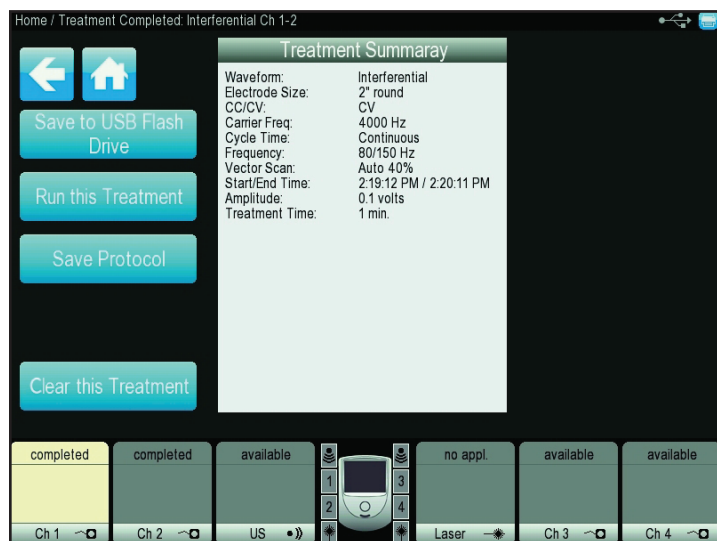 Home / Treatment Completed: Interferential Ch 1-2
Treatment Summaray
Save to USB Flash
Drive
Run this Treatment
Save Protocol
Clear this Treatment
Waveform: Interferential
Electrode Size: 2" round
CC/CV: CV
Carrier Freq: 4000 Hz
Cycle Time: Continuous
Frequency: 80/150 Hz
Vector Scan: Auto 40%
Start/End Time: 2:19:12 PM / 2:20:11 PM
Amplitude: 0.1 volts
Treatment Time: 1 min.
completed completed available no appl. available available
1 3
2 4
Ch 1 Ch 2 US Laser Ch 3 Ch 4